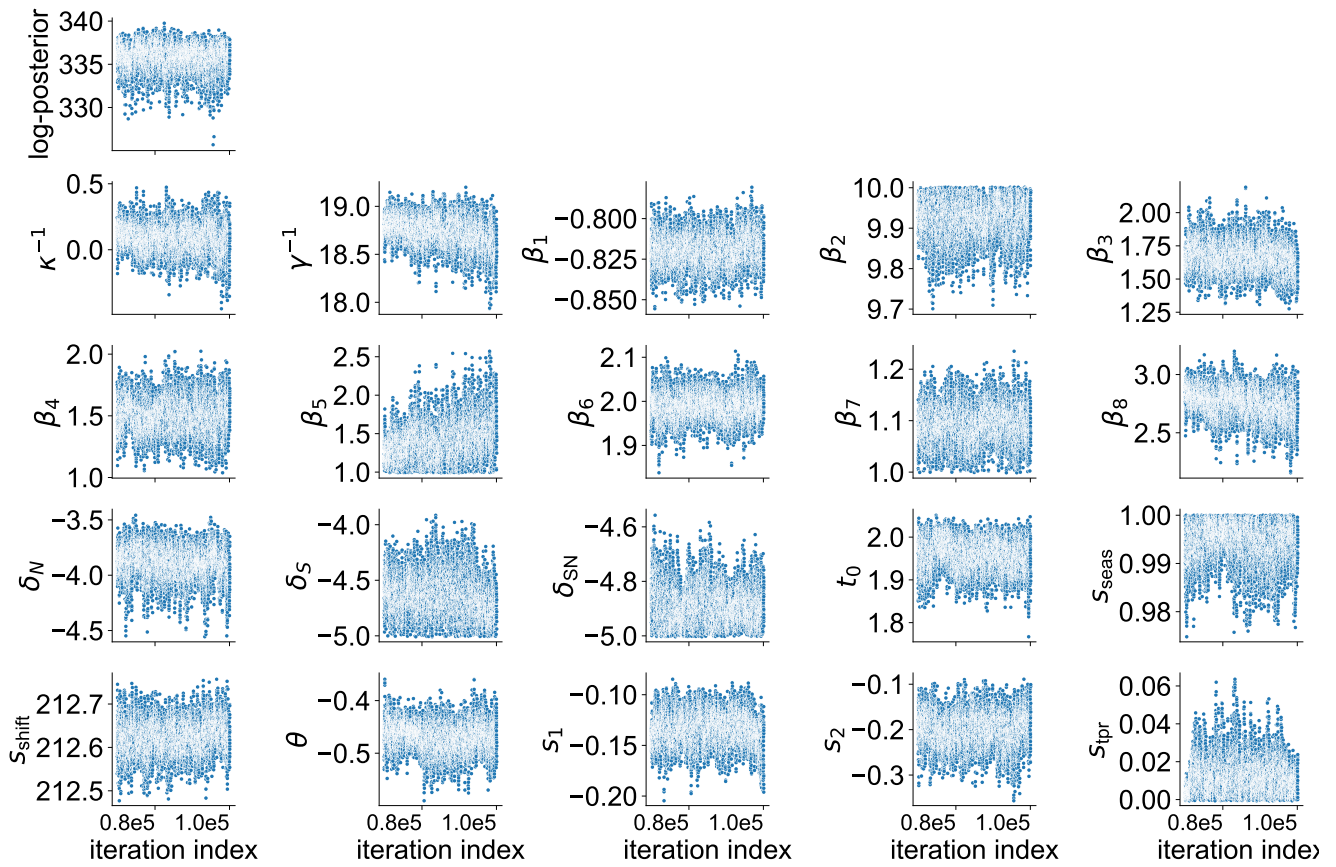 log-posterior
340
335
330
κ⁻¹
0.5
0.0
γ⁻¹
19.0
18.5
18.0
β₁
−0.800
−0.825
−0.850
β₂
10.0
9.9
9.8
9.7
β₃
2.00
1.75
1.50
1.25
β₄
2.0
1.5
1.0
β₅
2.5
2.0
1.5
1.0
β₆
2.1
2.0
1.9
β₇
1.2
1.1
1.0
β₈
3.0
2.5
δ_N
−3.5
−4.0
−4.5
δ_S
−4.0
−4.5
−5.0
δ_SN
−4.6
−4.8
−5.0
t₀
2.0
1.9
1.8
s_seas
1.00
0.99
0.98
s_shift
212.7
212.6
212.5
θ
−0.4
−0.5
s₁
−0.10
−0.15
−0.20
s₂
−0.1
−0.2
−0.3
s_tpr
0.06
0.04
0.02
0.00
0.8e5 1.0e5
iteration index
0.8e5 1.0e5
iteration index
0.8e5 1.0e5
iteration index
0.8e5 1.0e5
iteration index
0.8e5 1.0e5
iteration index